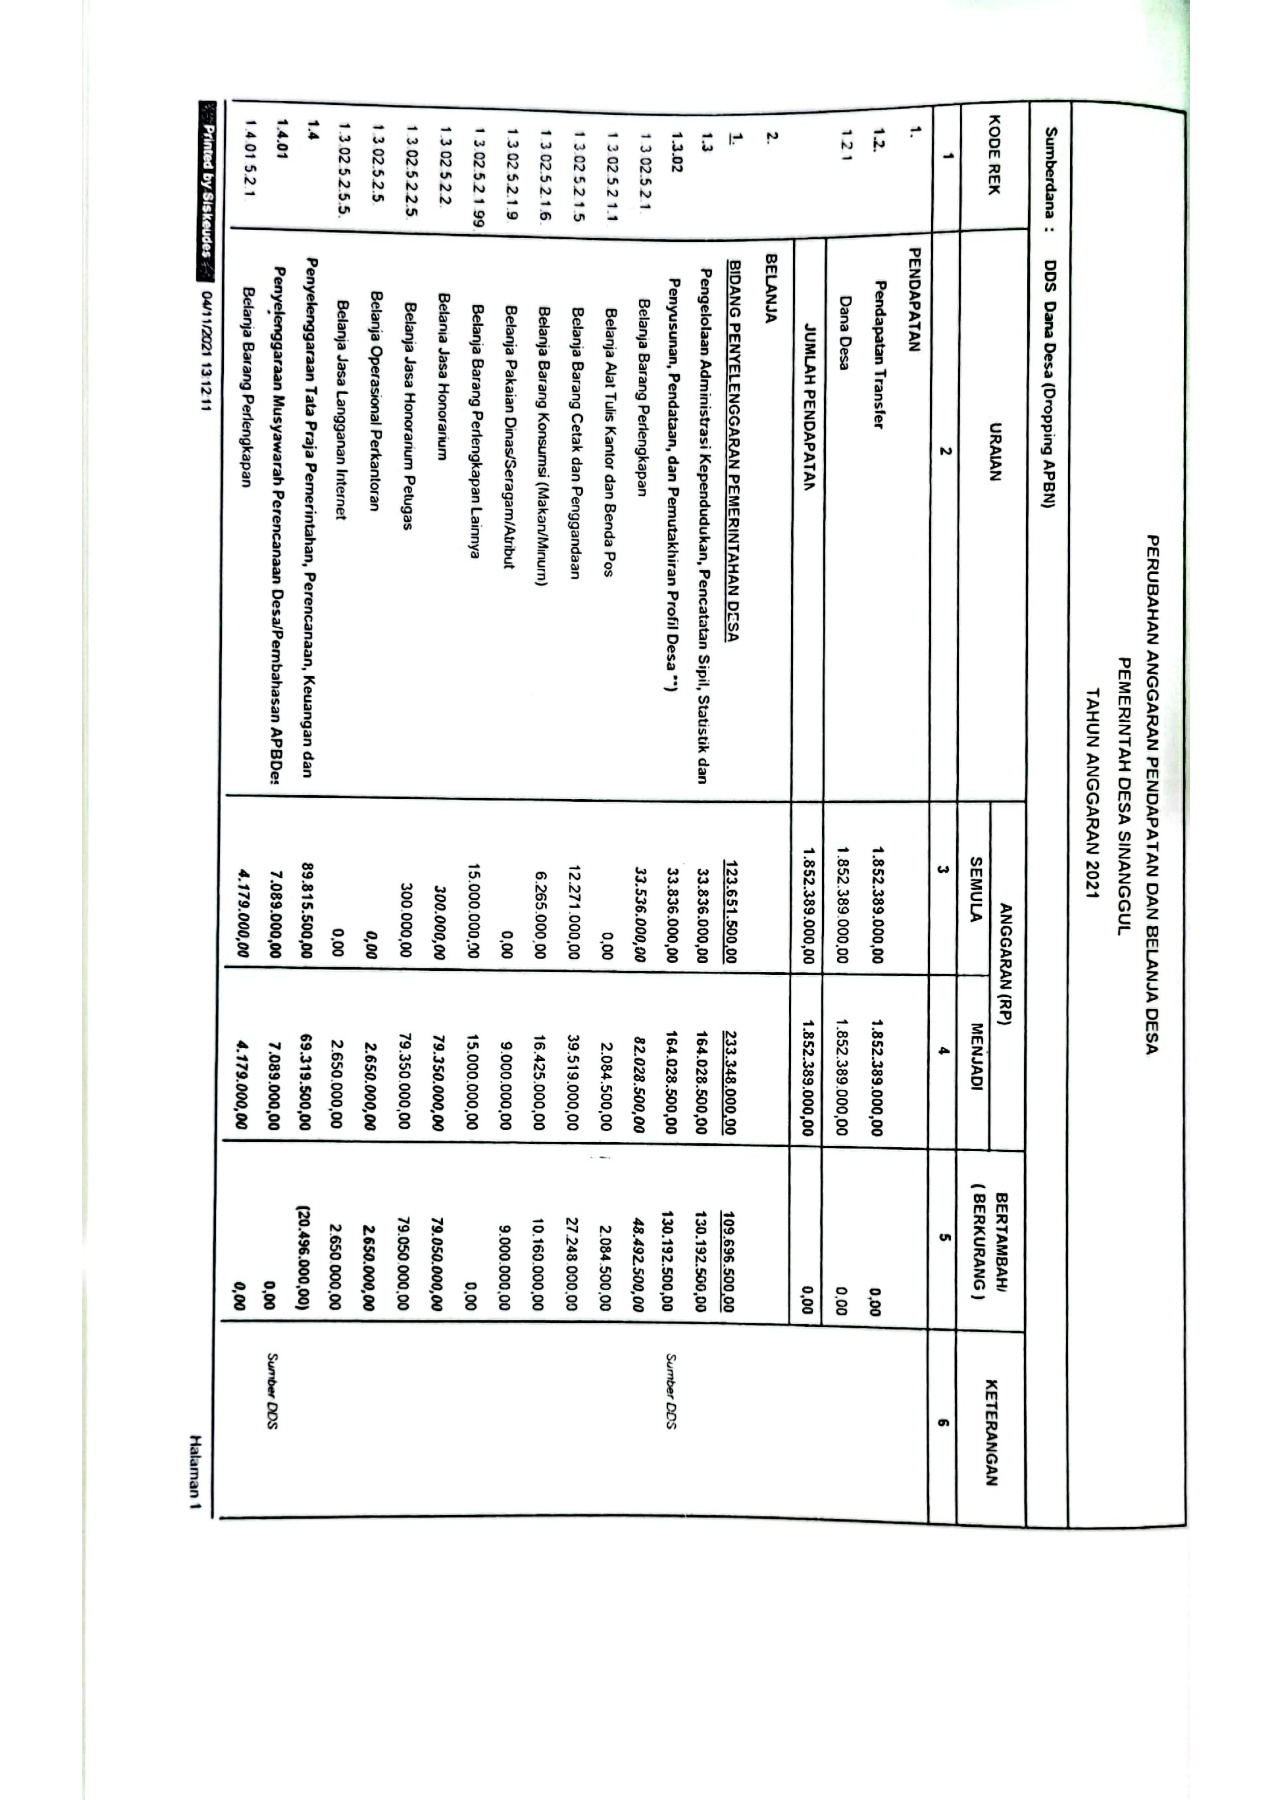 PERUBAHAN ANGGARAN PENDAPATAN DAN BELANJA DESA
PEMERINTAH DESA SINANGGUL
TAHUN ANGGARAN 2021
Sumberdana : DDS Dana Desa (Dropping APBN)
KODE REK URAIAN ANGGARAN (RP) BERTAMBAH/ ( BERKURANG ) KETERANGAN
SEMULA MENJADI
1 2 3 4 5 6
1. PENDAPATAN
1.2. Pendapatan Transfer 1.852.389.000,00 1.852.389.000,00 0,00
1 2 1 Dana Desa 1.852.389.000,00 1.852.389.000,00 0,00
JUMLAH PENDAPATAN 1.852.389.000,00 1.852.389.000,00 0,00
2. BELANJA
1. BIDANG PENYELENGGARAN PEMERINTAHAN DESA 123.651.500,00 233.348.000,00 109.696.500,00
1.3 Pengelolaan Administrasi Kependudukan, Pencatatan Sipil, Statistik dan 33.836.000,00 164.028.500,00 130.192.500,00
1.3.02 Penyusunan, Pendataan, dan Pemutakhiran Profil Desa **) 33.836.000,00 164.028.500,00 130.192.500,00 Sumber DDS
1 3 02.5.2 1. Belanja Barang Perlengkapan 33.536.000,00 82.028.500,00 48.492.500,00
1 3 02.5.2 1.1 Belanja Alat Tulis Kantor dan Benda Pos 0,00 2.084.500,00 2.084.500,00
1 3 02 5.2 1.5 Belanja Barang Cetak dan Penggandaan 12.271.000,00 39.519.000,00 27.248.000,00
1 3 02 5.2.1.6. Belanja Barang Konsumsi (Makan/Minum) 6.265.000,00 16.425.000,00 10.160.000,00
1 3 02.5.2.1.9 Belanja Pakaian Dinas/Seragam/Atribut 0,00 9.000.000,00 9.000.000,00
1 3 02.5.2 1 99. Belanja Barang Perlengkapan Lainnya 15.000.000,00 15.000.000,00 0,00
1 3 02 5 2.2. Belanja Jasa Honorarium 300.000,00 79.350.000,00 79.050.000,00
1 3 02.5.2.2.5. Belanja Jasa Honorarium Petugas 300.000,00 79.350.000,00 79.050.000,00
1 3 02.5.2.5. Belanja Operasional Perkantoran 0,00 2.650.000,00 2.650.000,00
1.3 02 5.2.5.5. Belanja Jasa Langganan Internet 0,00 2.650.000,00 2.650.000,00
1.4 Penyelenggaraan Tata Praja Pemerintahan, Perencanaan, Keuangan dan 89.815.500,00 69.319.500,00 (20.496.000,00)
1.4.01 Penyelenggaraan Musyawarah Perencanaan Desa/Pembahasan APBDes 7.089.000,00 7.089.000,00 0,00 Sumber DDS
1.4.01 5.2 1. Belanja Barang Perlengkapan 4.179.000,00 4.179.000,00 0,00
Printed by Siskeudes 04/11/2021 13:12:11 Halaman 1